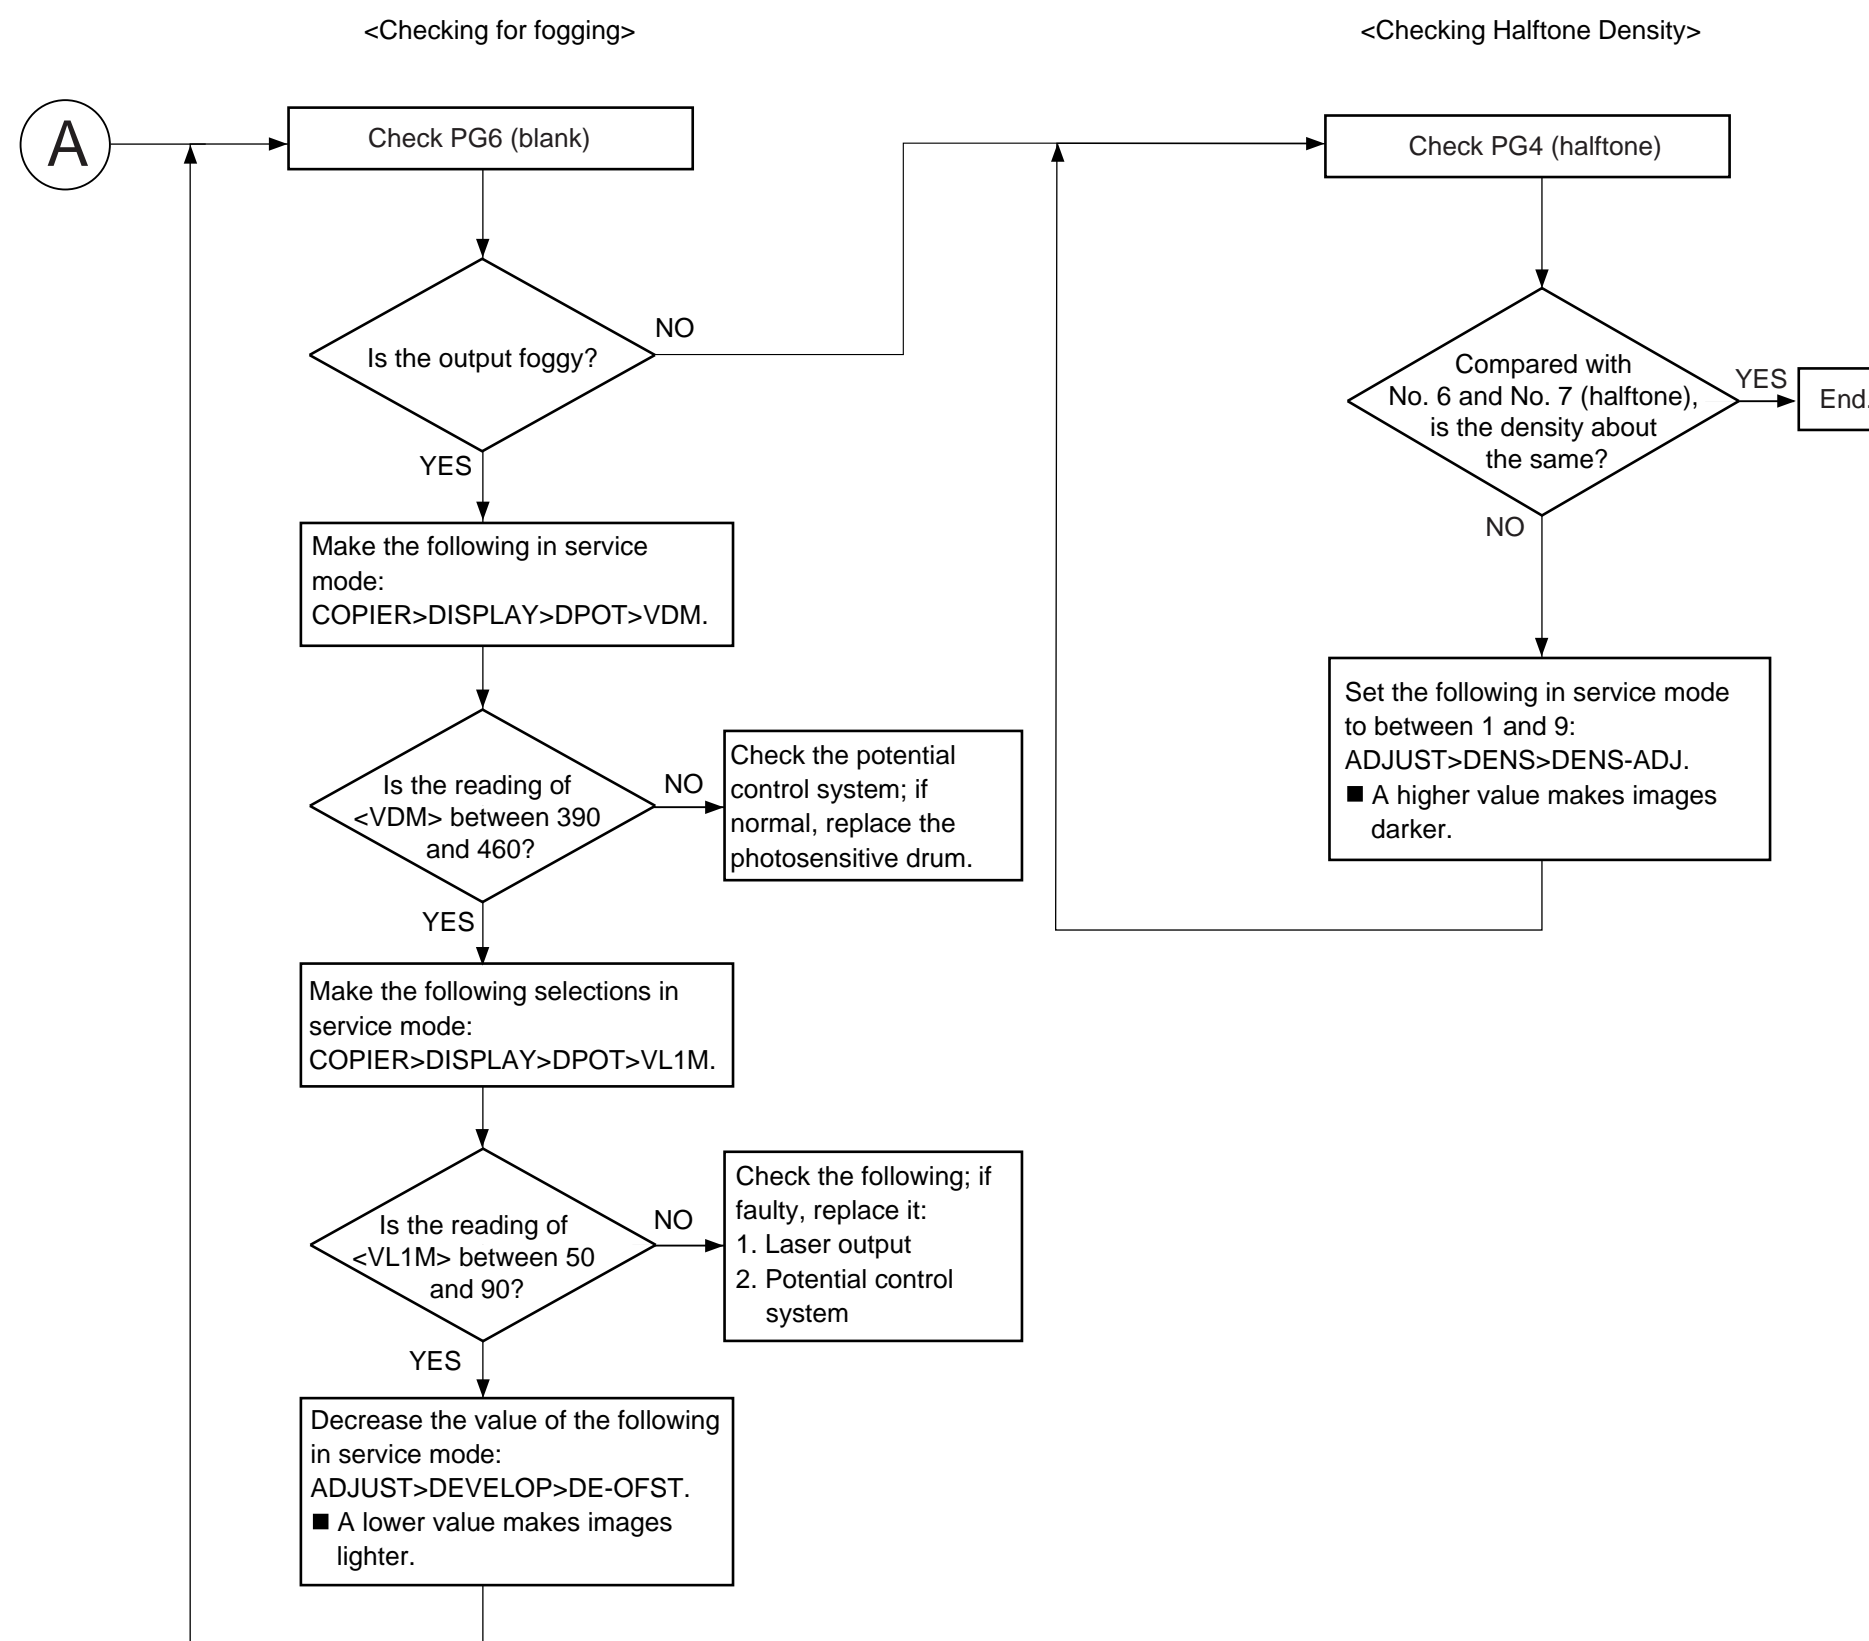 <Checking for fogging>
A
Check PG6 (blank)
Is the output foggy?
NO
YES
Make the following in service
mode:
COPIER>DISPLAY>DPOT>VDM.
Is the reading of
<VDM> between 390
and 460?
NO
Check the potential
control system; if
normal, replace the
photosensitive drum.
YES
Make the following selections in
service mode:
COPIER>DISPLAY>DPOT>VL1M.
Is the reading of
<VL1M> between 50
and 90?
NO
Check the following; if
faulty, replace it:
1. Laser output
2. Potential control
system
YES
Decrease the value of the following
in service mode:
ADJUST>DEVELOP>DE-OFST.
■ A lower value makes images
lighter.
<Checking Halftone Density>
Check PG4 (halftone)
Compared with
No. 6 and No. 7 (halftone),
is the density about
the same?
YES
End.
NO
Set the following in service mode
to between 1 and 9:
ADJUST>DENS>DENS-ADJ.
■ A higher value makes images
darker.